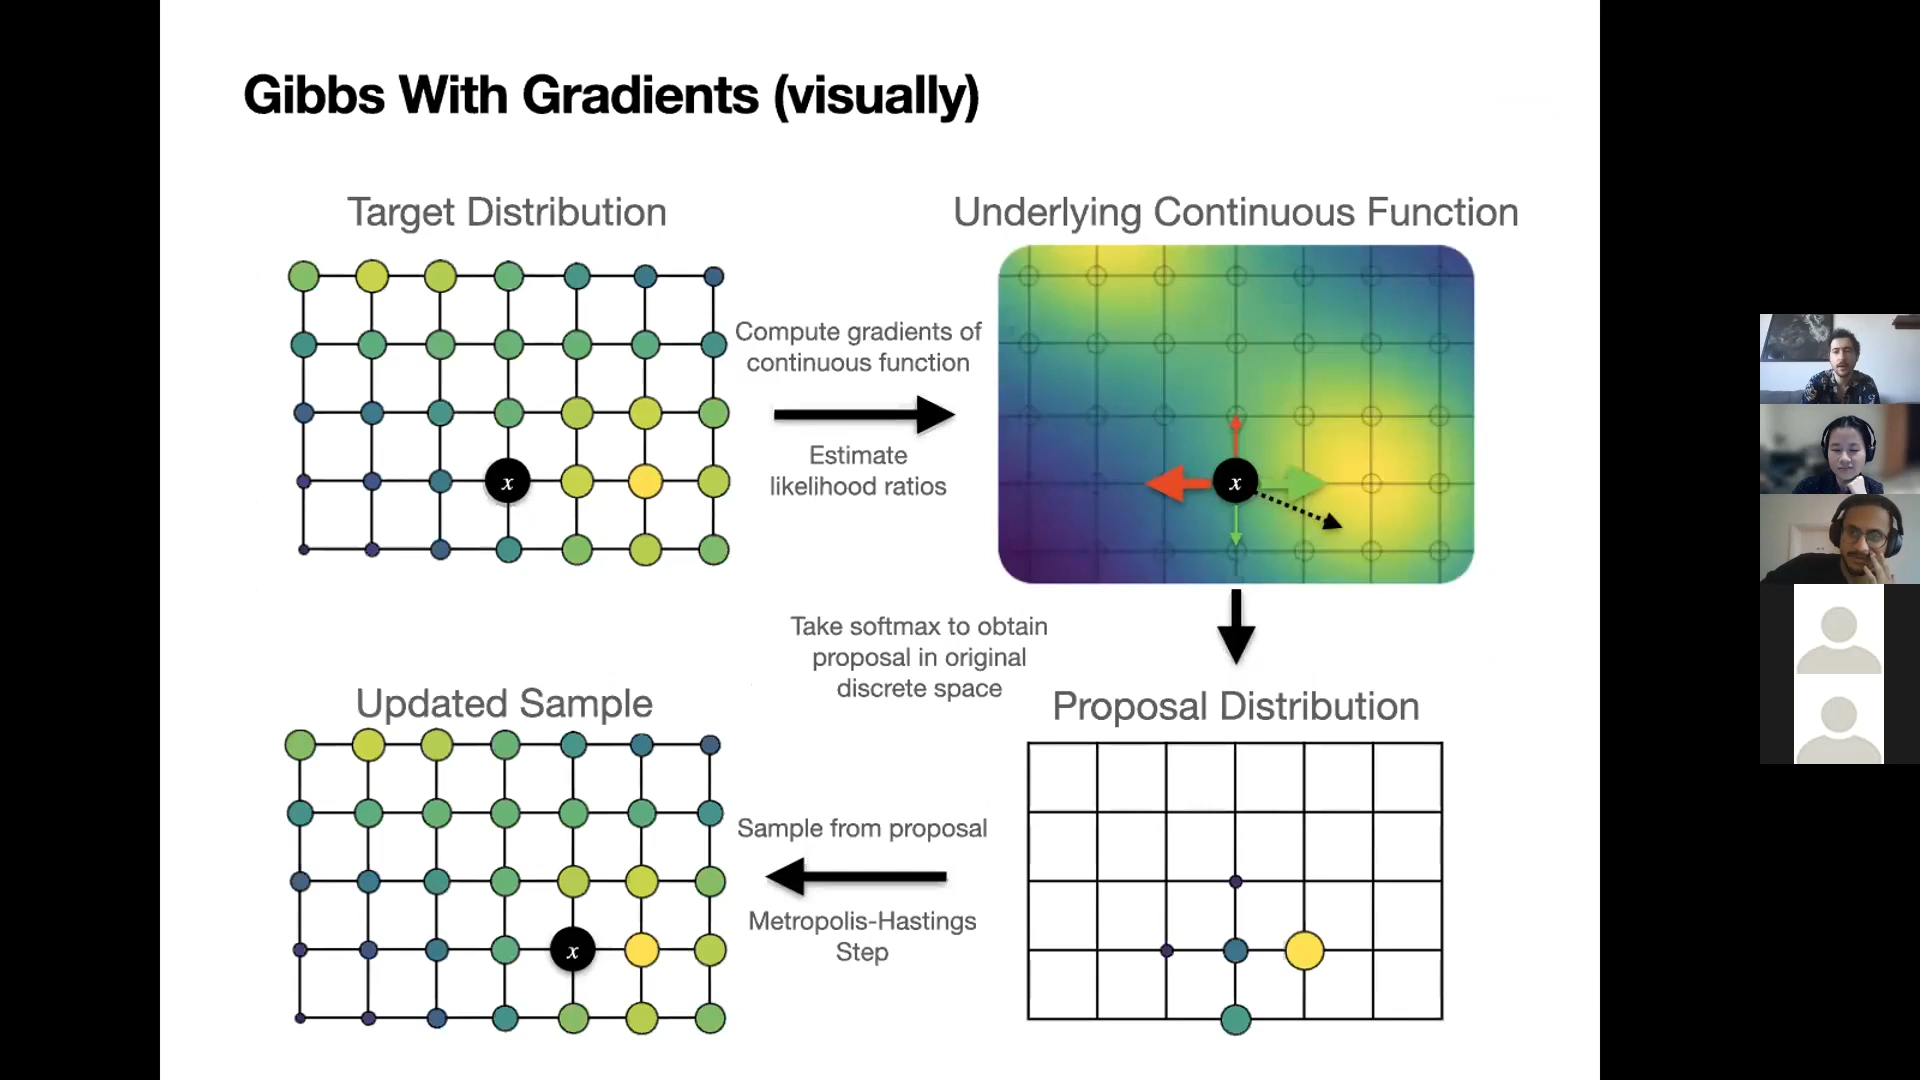 Gibbs With Gradients (visually)
Target Distribution
Underlying Continuous Function
Compute gradients of
continuous function
Estimate
likelihood ratios
x
x
Take softmax to obtain
proposal in original
discrete space
Updated Sample
Proposal Distribution
Sample from proposal
Metropolis-Hastings
Step
x